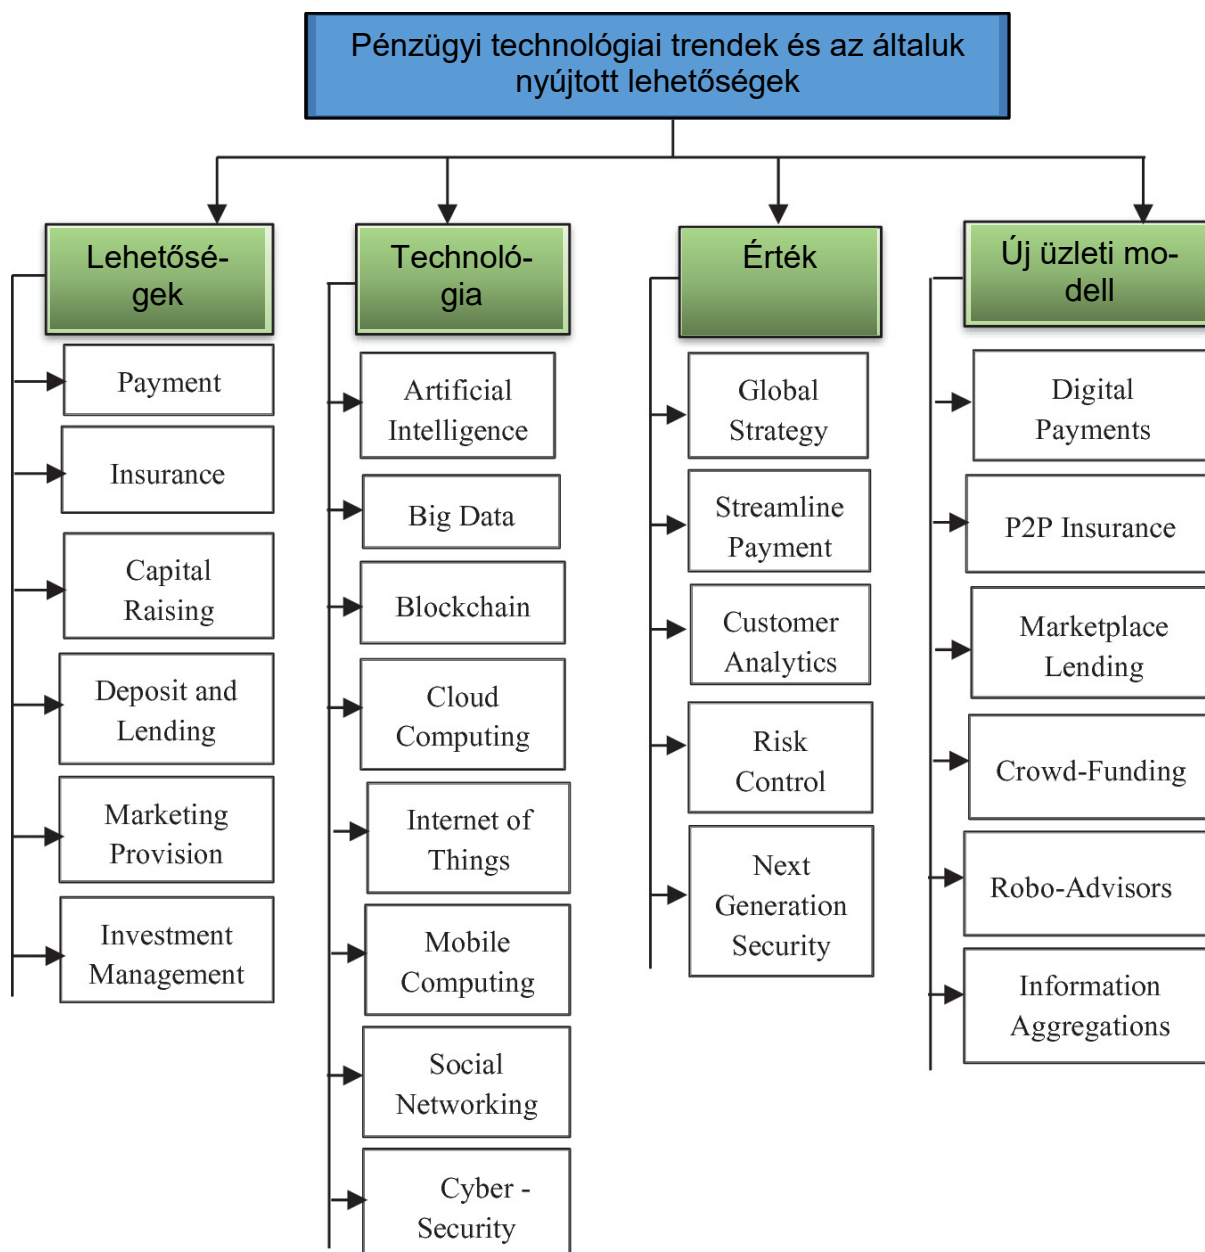 Pénzügyi technológiai trendek és az általuk
nyújtott lehetőségek
Lehetősé-
gek
Payment
Insurance
Capital
Raising
Deposit and
Lending
Marketing
Provision
Investment
Management
Technoló-
gia
Artificial
Intelligence
Big Data
Blockchain
Cloud
Computing
Internet of
Things
Mobile
Computing
Social
Networking
Cyber -
Security
Érték
Global
Strategy
Streamline
Payment
Customer
Analytics
Risk
Control
Next
Generation
Security
Új üzleti mo-
dell
Digital
Payments
P2P Insurance
Marketplace
Lending
Crowd-Funding
Robo-Advisors
Information
Aggregations